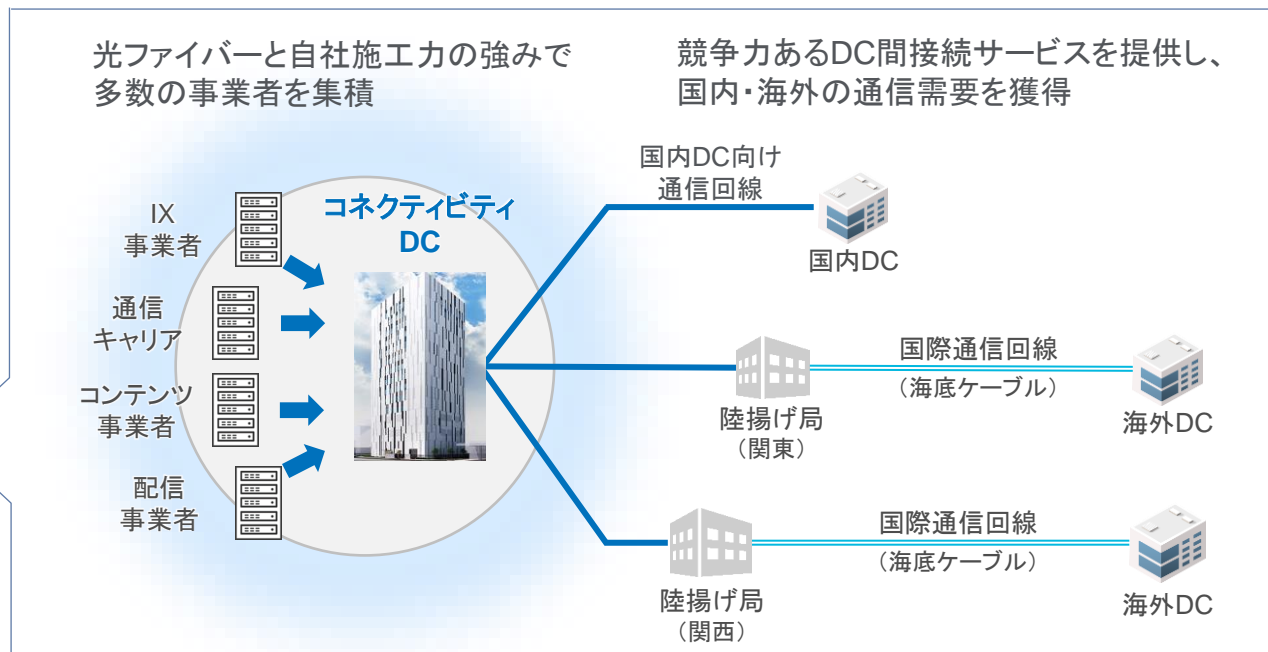 光ファイバーと自社施工力の強みで
多数の事業者を集積
競争力あるDC間接続サービスを提供し、
国内・海外の通信需要を獲得
IX
事業者
通信
キャリア
コンテンツ
事業者
配信
事業者
コネクティビティ
DC
国内DC向け
通信回線
国内DC
陸揚げ局
（関東）
国際通信回線
（海底ケーブル）
海外DC
陸揚げ局
（関西）
国際通信回線
（海底ケーブル）
海外DC